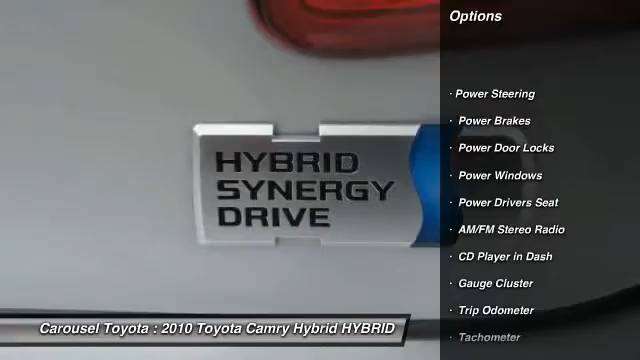 Options
HYBRID
SYNERGY
DRIVE
· Power Steering
· Power Brakes
· Power Door Locks
· Power Windows
· Power Drivers Seat
· AM/FM Stereo Radio
· CD Player in Dash
· Gauge Cluster
· Trip Odometer
· Tachometer
Carousel Toyota : 2010 Toyota Camry Hybrid HYBRID